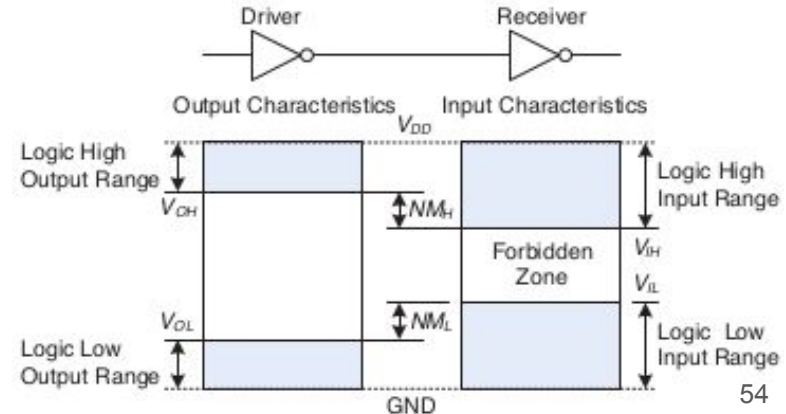 Driver
Receiver
Output Characteristics
Input Characteristics
VDD
Logic High
Output Range
Logic High
Input Range
VOH
NMH
Forbidden
Zone
VIH
VIL
VOL
NML
Logic Low
Output Range
Logic Low
Input Range
GND
54